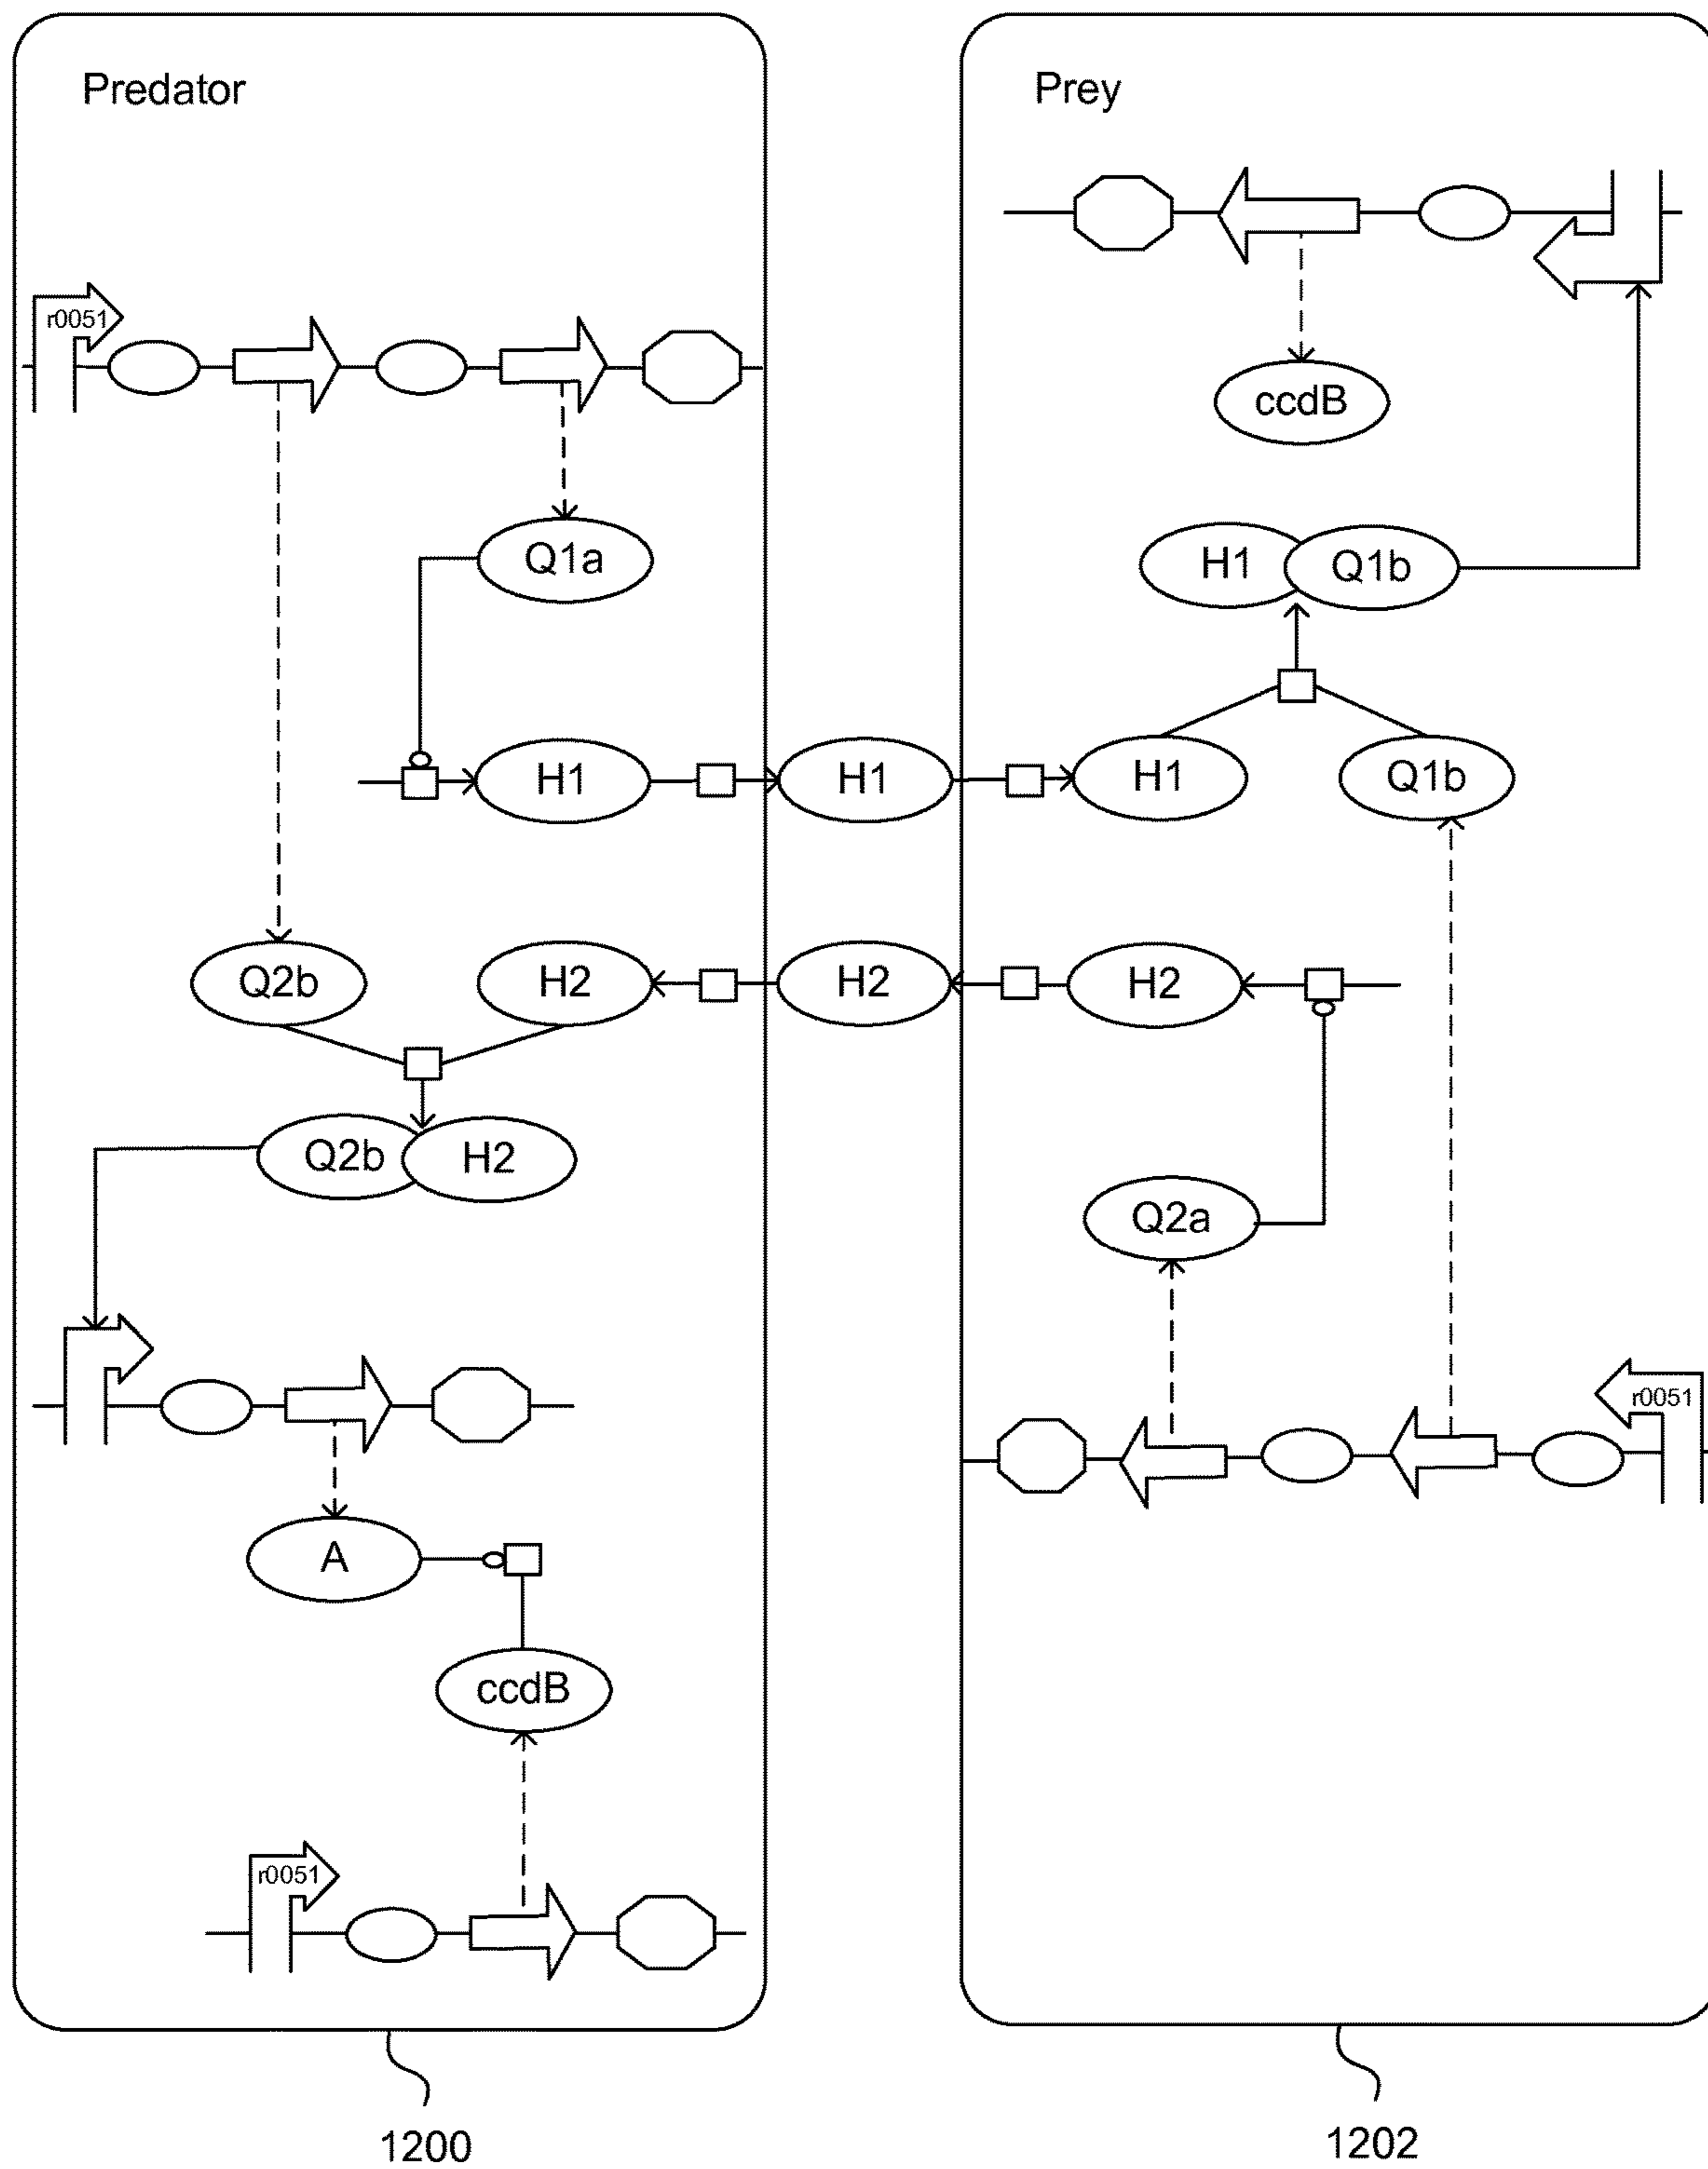 Predator
r0051
Q1a
H1
Q2b
H2
Q2b H2
A
ccdB
r0051
1200
H1
H2
Prey
ccdB
H1 Q1b
H1 Q1b
H2
Q2a
r0051
1202